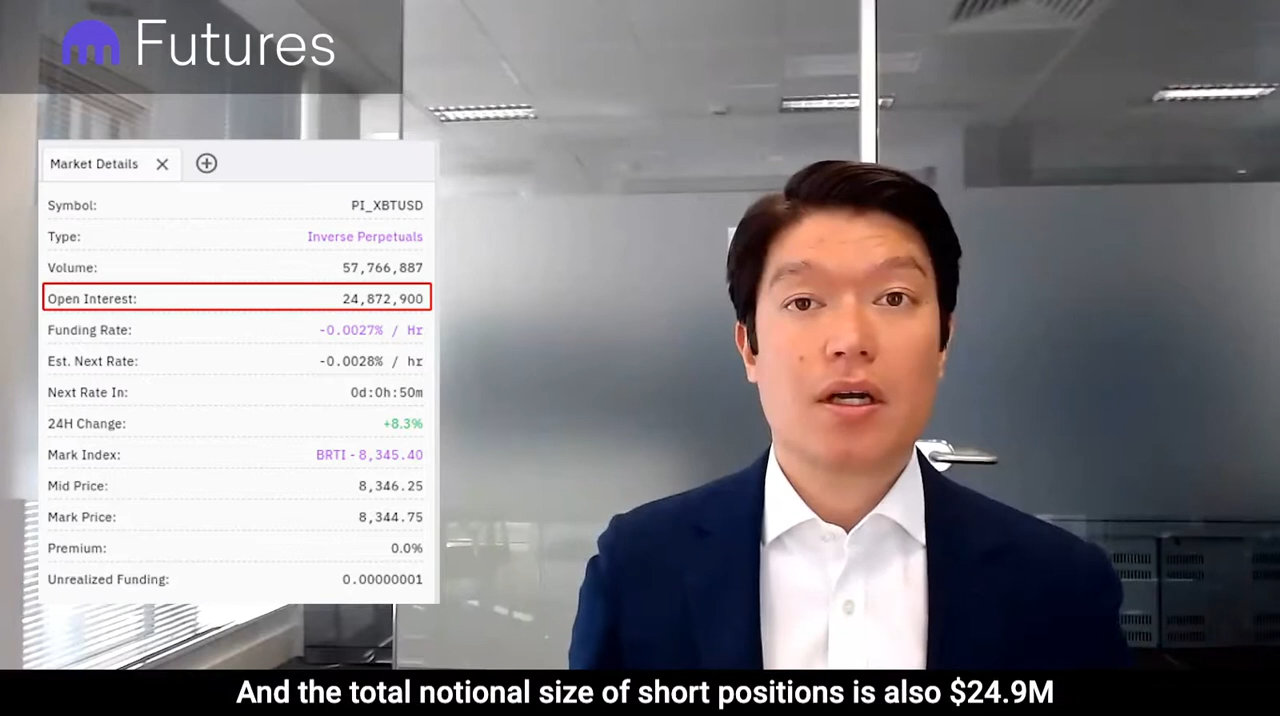 Futures
Market Details
Symbol: PI_XBTUSD
Type: Inverse Perpetuals
Volume: 57,766,887
Open Interest: 24,872,900
Funding Rate: -0.0027% / Hr
Est. Next Rate: -0.0028% / hr
Next Rate In: 0d:0h:50m
24H Change: +8.3%
Mark Index: BRTI - 8,345.40
Mid Price: 8,346.25
Mark Price: 8,344.75
Premium: 0.0%
Unrealized Funding: 0.00000001
And the total notional size of short positions is also $24.9M